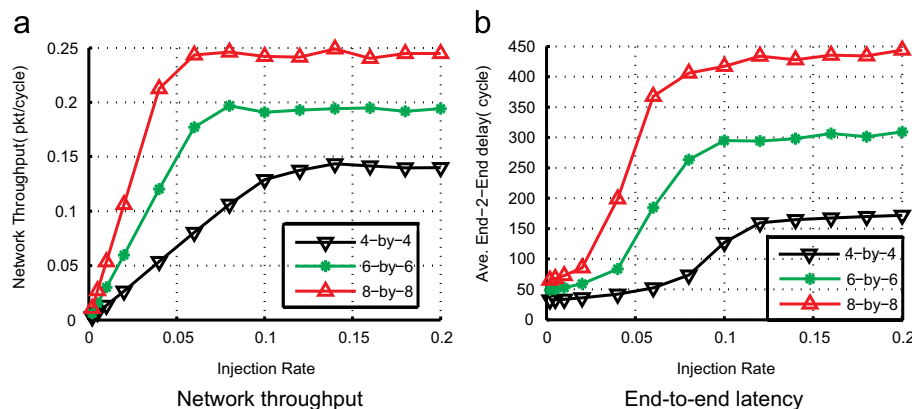 a
Network Throughput( pkt/cycle)
0.25
0.2
0.15
0.1
0.05
0
0
0.05
0.1
0.15
0.2
4-by-4
6-by-6
8-by-8
Injection Rate
Network throughput
b
Ave. End-2-End delay( cycle)
450
400
350
300
250
200
150
100
50
0
0
0.05
0.1
0.15
0.2
4-by-4
6-by-6
8-by-8
Injection Rate
End-to-end latency